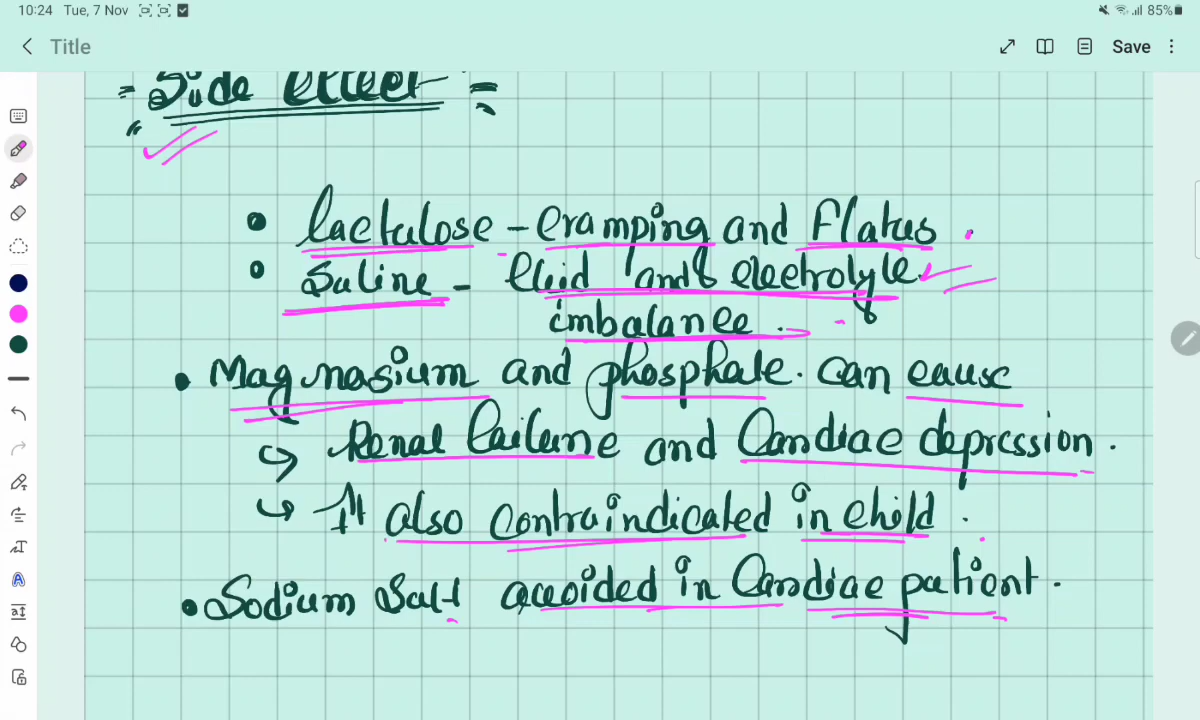 10:24 Tue, 7 Nov 85%
Title Save
Side effect
• Lactulose - cramping and Flatus.
• Saline - fluid and electrolyte.
imbalance.
• Magnasium and phosphate. can cause
Renal failure and Cardiac depression.
It also Contraindicated in child.
• Sodium Salt avoided in Cardiac patient.